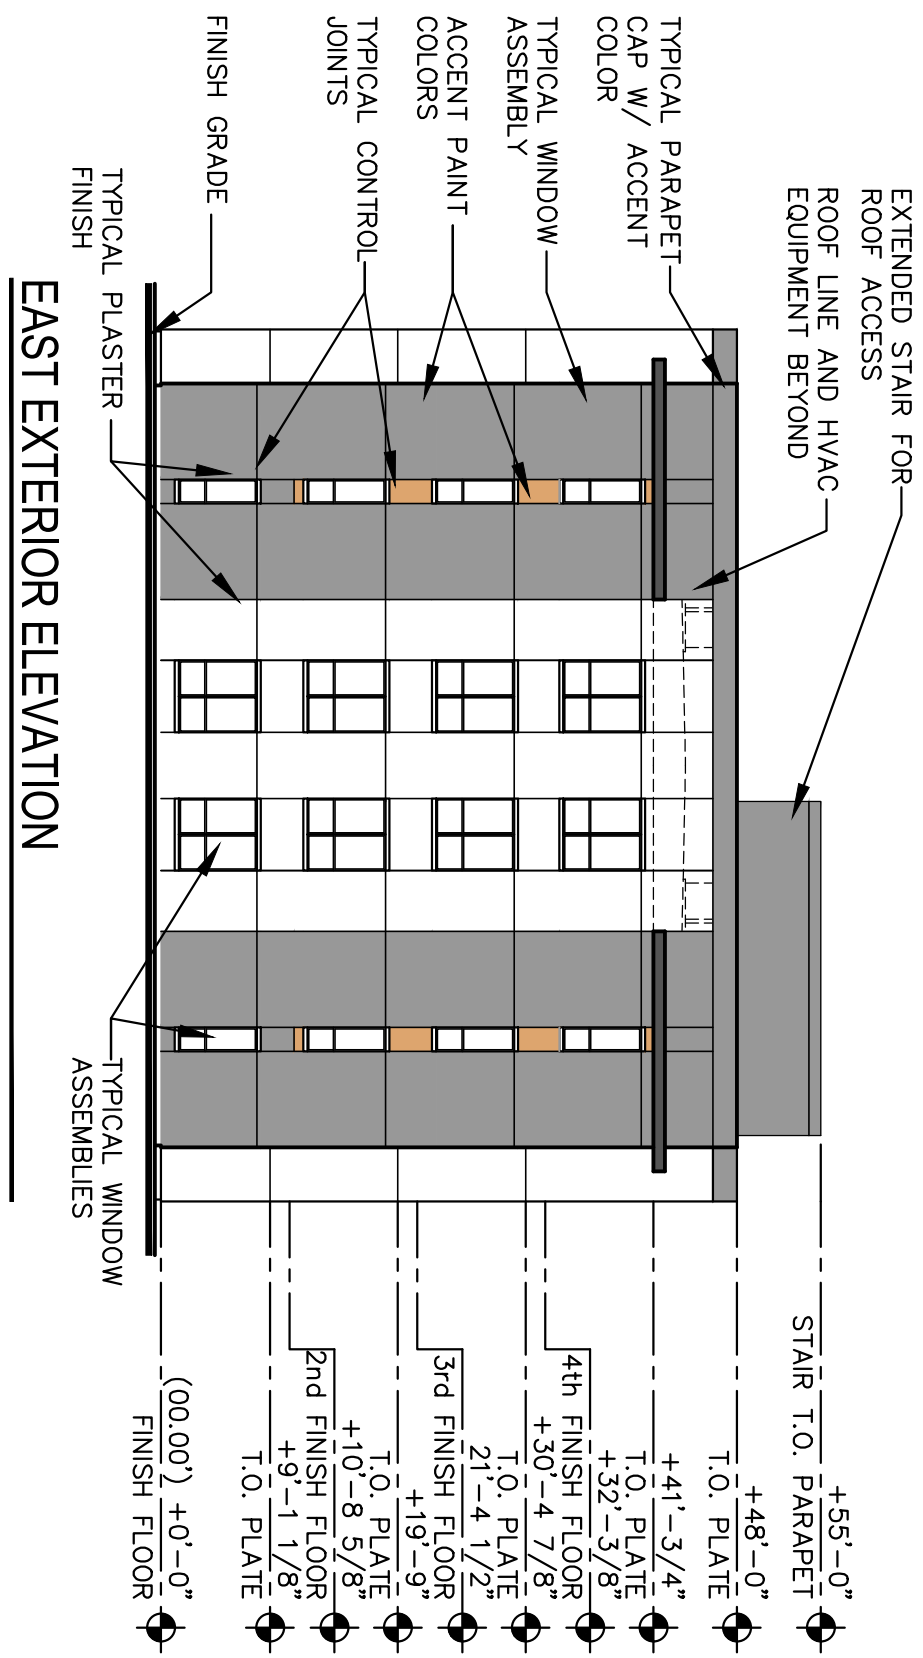 EXTENDED STAIR FOR
ROOF ACCESS
ROOF LINE AND HVAC
EQUIPMENT BEYOND
TYPICAL PARAPET
CAP W/ ACCENT
COLOR
TYPICAL WINDOW
ASSEMBLY
ACCENT PAINT
COLORS
TYPICAL CONTROL
JOINTS
FINISH GRADE
TYPICAL PLASTER
FINISH
TYPICAL WINDOW
ASSEMBLIES
+55'-0"
STAIR T.O. PARAPET
+48'-0"
T.O. PLATE
+41'-3/4"
T.O. PLATE
+32'-3/8"
4th FINISH FLOOR
+30'-4 7/8"
T.O. PLATE
21'-4 1/2"
3rd FINISH FLOOR
+19'-9"
T.O. PLATE
+10'-8 5/8"
2nd FINISH FLOOR
+9'-1 1/8"
T.O. PLATE
(00.00') +0'-0"
FINISH FLOOR
EAST EXTERIOR ELEVATION